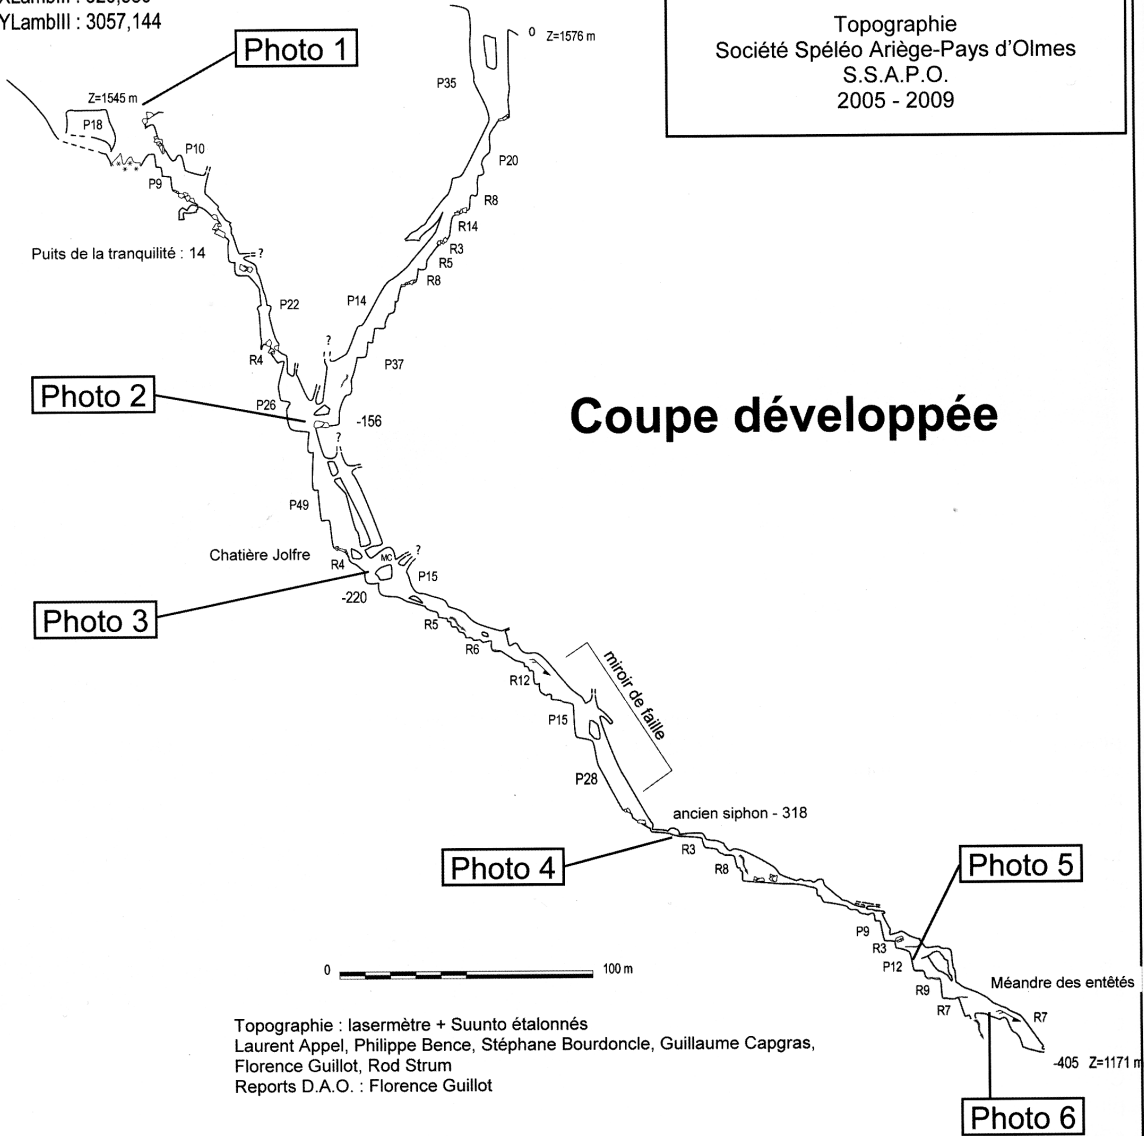 YLambIII : 3057,144
Photo 1
0 Z=1576 m
Topographie
Société Spéléo Ariège-Pays d'Olmes
S.S.A.P.O.
2005 - 2009
P35
Z=1545 m
P18
P10
P20
P9
R8
R14
R3
Puits de la tranquilité : 14
?
R5
R8
P22
P14
?
R4
P37
Photo 2
P26
-156
Coupe développée
?
P49
Chatière Jolfre
R4
MC
?
P15
-220
Photo 3
R5
R6
R12
miroir de faille
P15
P28
ancien siphon - 318
Photo 4
R3
R8
Photo 5
P9
R3
P12
0
100 m
R9
Méandre des entêtés
R7
R7
Topographie : lasermètre + Suunto étalonnés
Laurent Appel, Philippe Bence, Stéphane Bourdoncle, Guillaume Capgras,
Florence Guillot, Rod Strum
Reports D.A.O. : Florence Guillot
-405 Z=1171 m
Photo 6